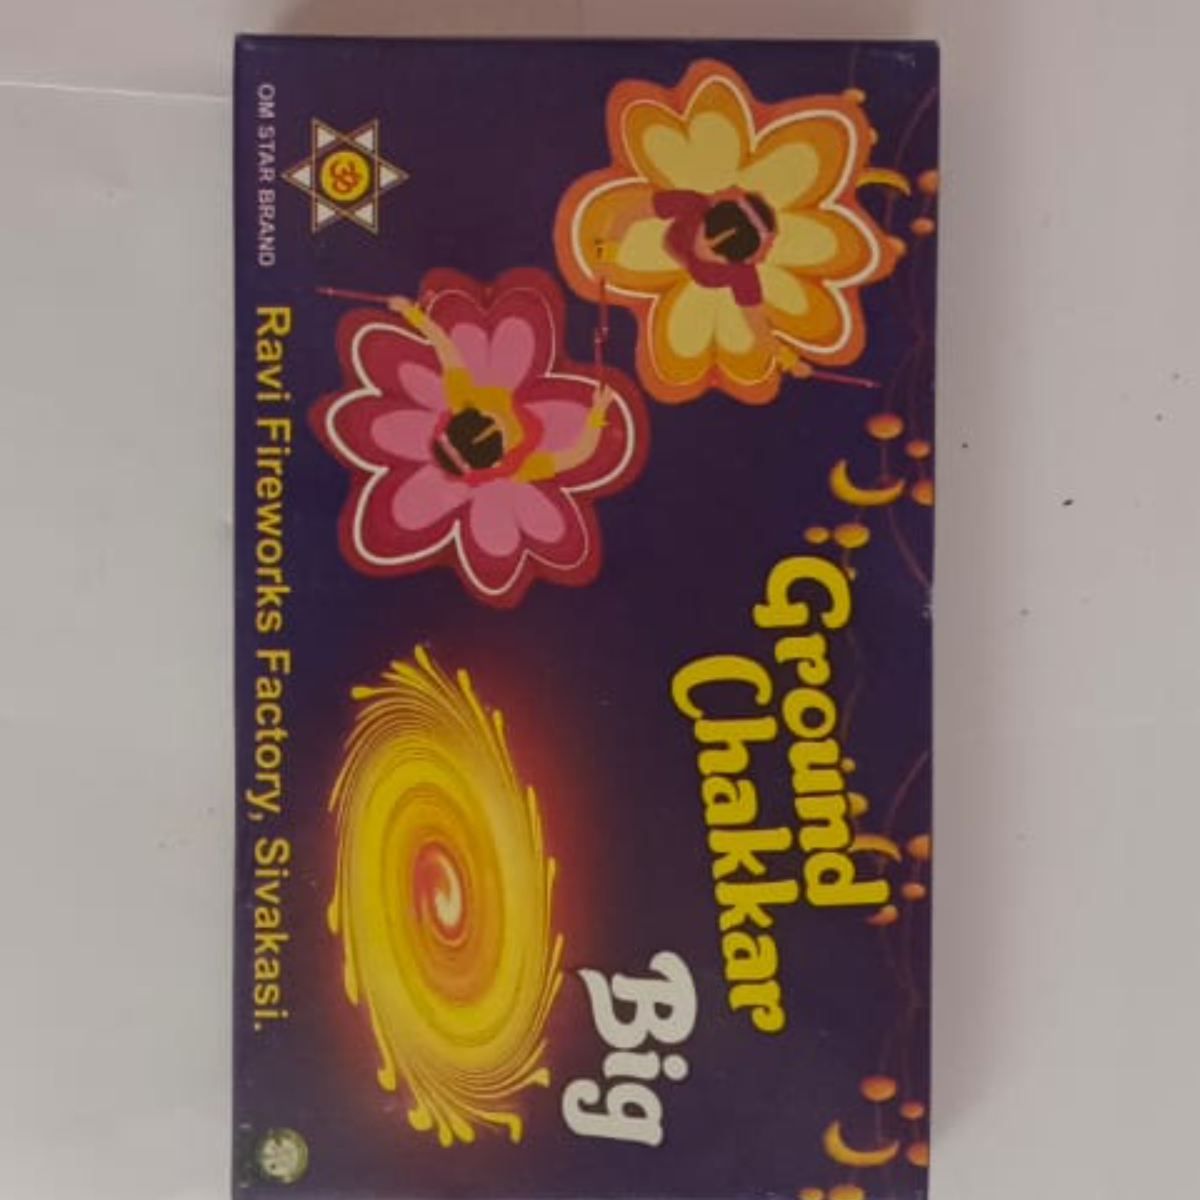 Ground
Chakkar
Big
ॐ
OM STAR BRAND
Ravi Fireworks Factory, Sivakasi.